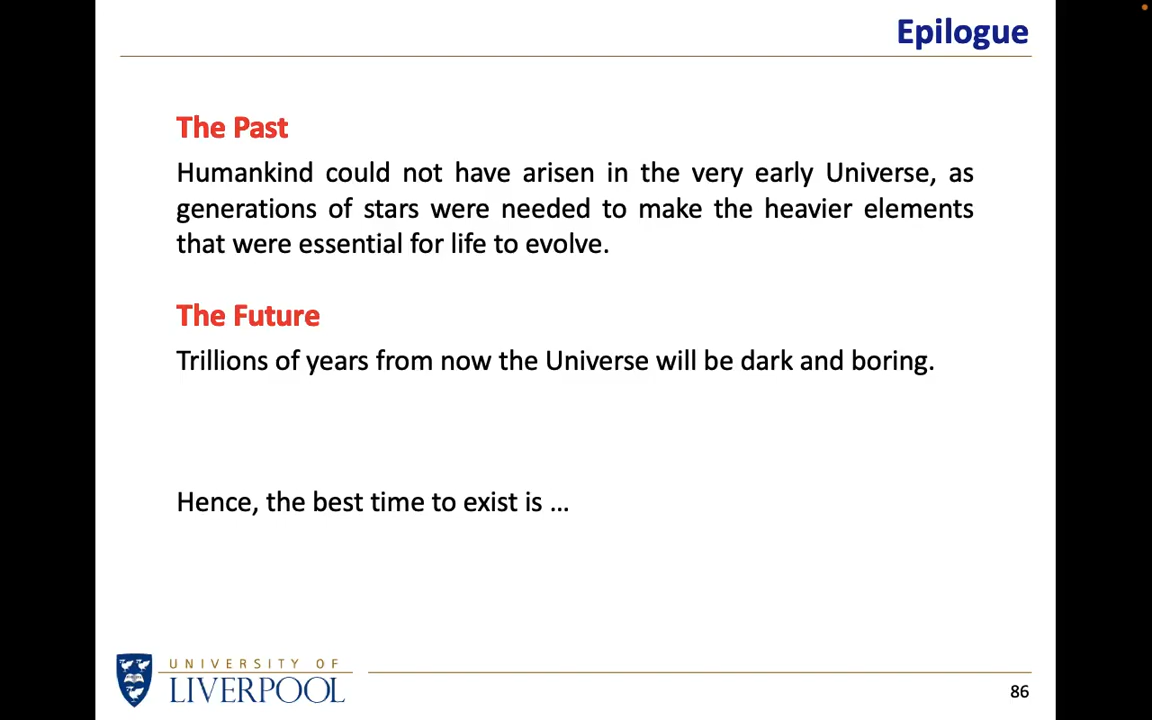 Epilogue
The Past
Humankind could not have arisen in the very early Universe, as
generations of stars were needed to make the heavier elements
that were essential for life to evolve.
The Future
Trillions of years from now the Universe will be dark and boring.
Hence, the best time to exist is ...
UNIVERSITY OF
LIVERPOOL
86